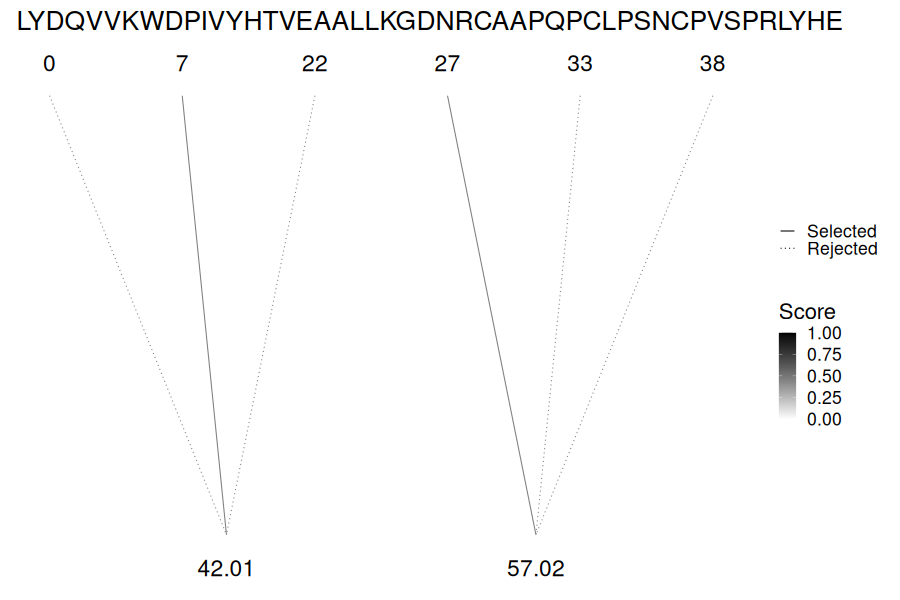 LYDQVVKWDPIVYHTVEAALLKGDNRCAAPQPCLPSNCPVSPRLYHE
0 7 22 27 33 38
Selected
Rejected
Score
1.00
0.75
0.50
0.25
0.00
42.01 57.02